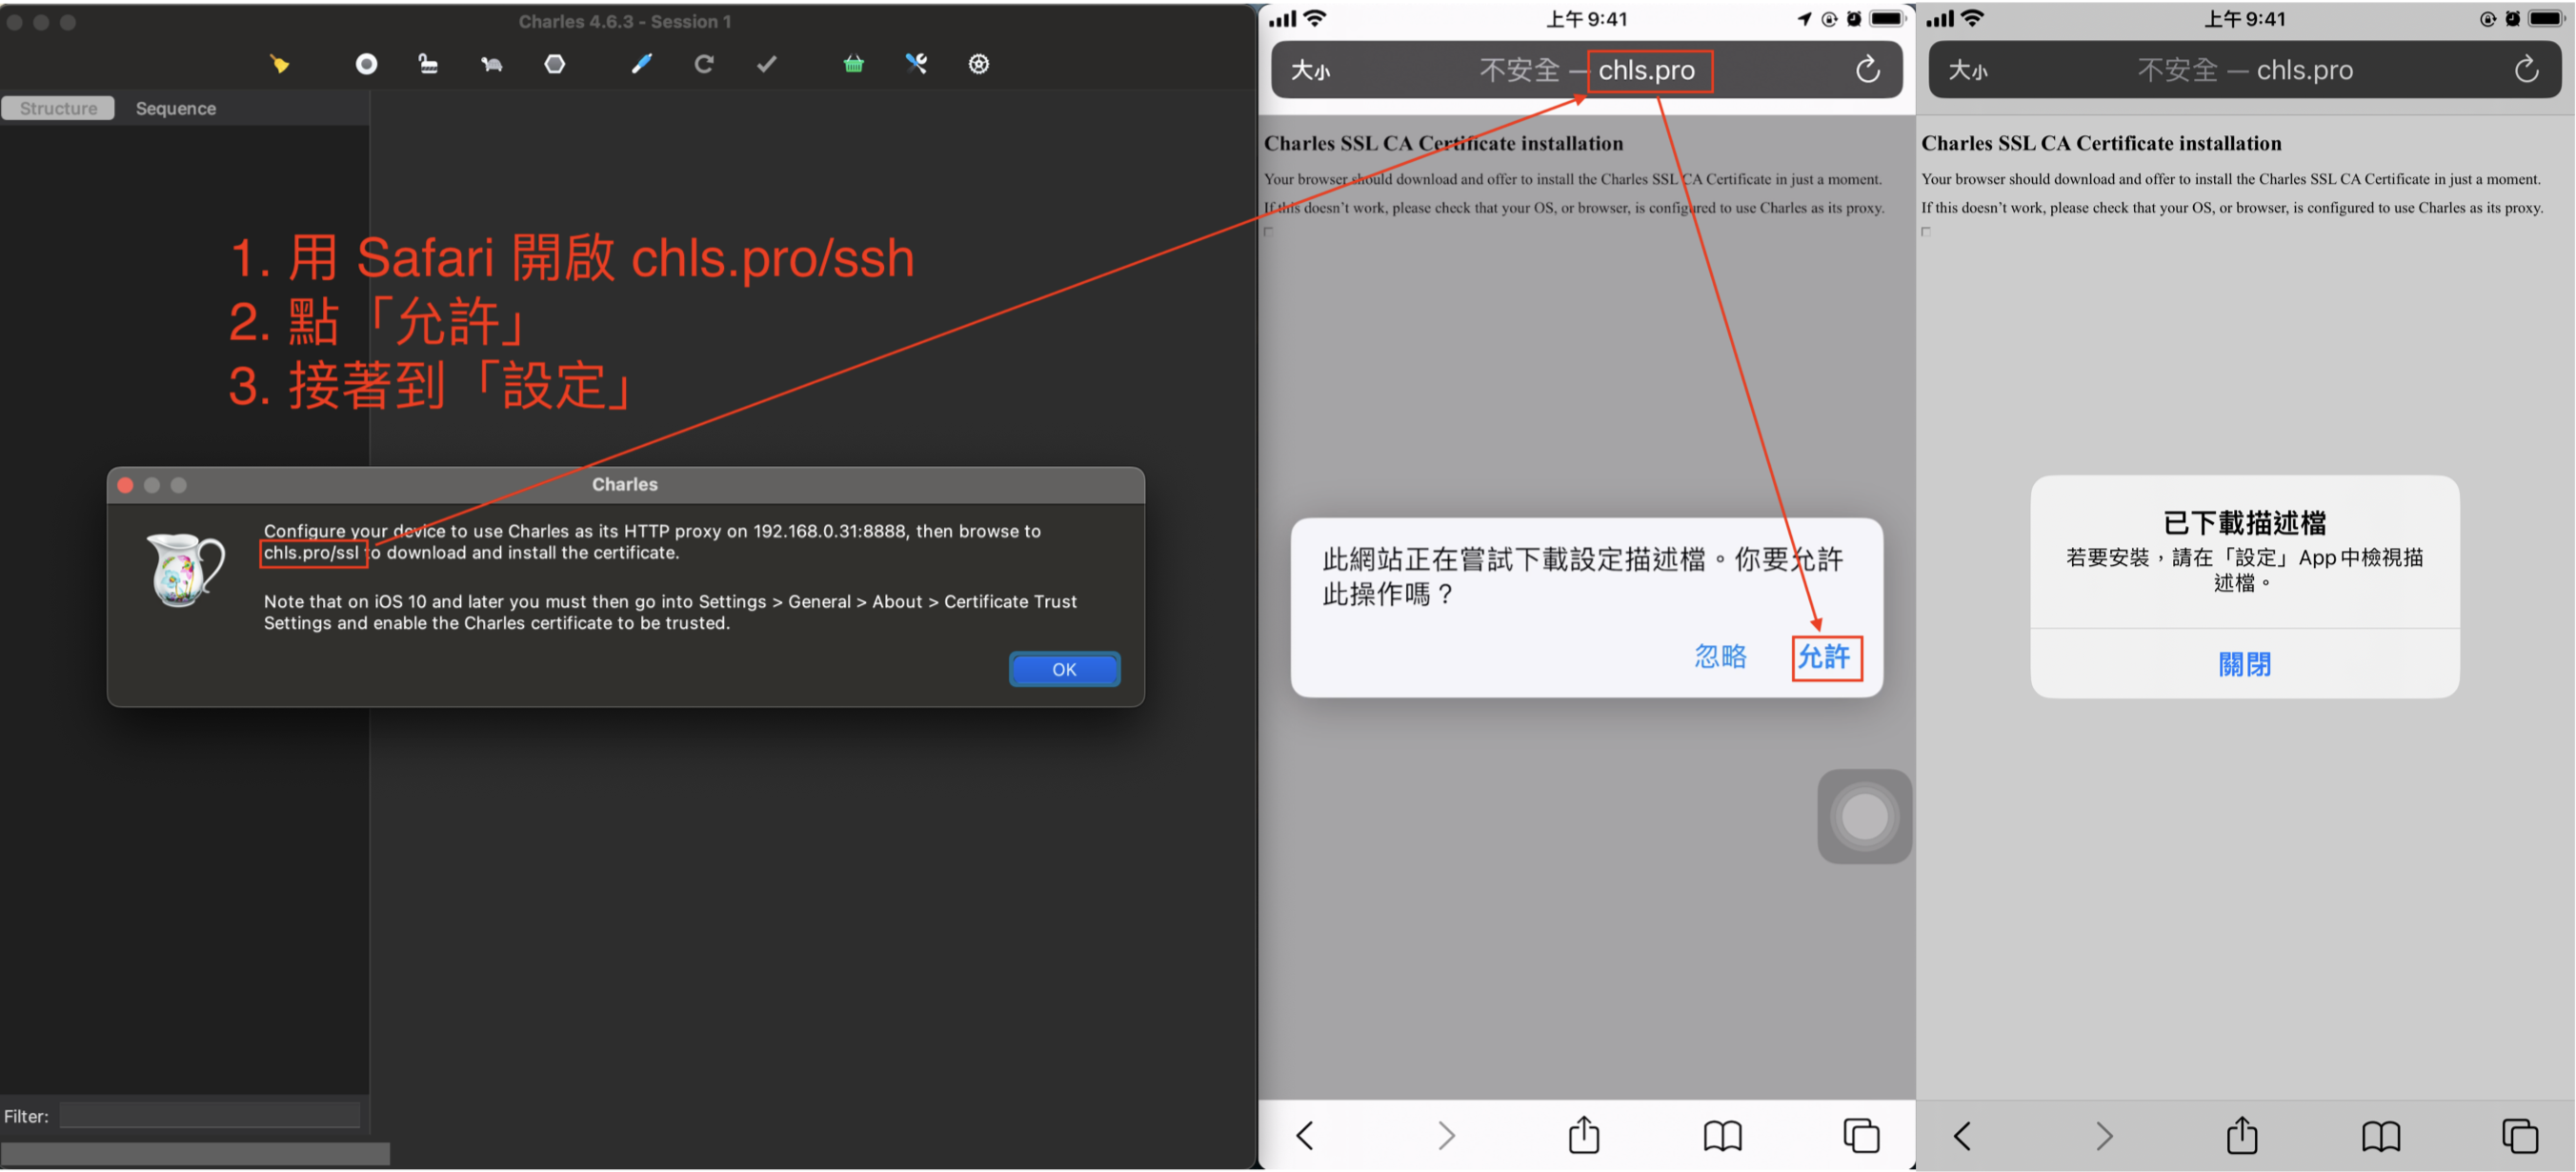 Charles 4.6.3 - Session 1
Structure
Sequence
1. 用 Safari 開啟 chls.pro/ssh
2. 點「允許」
3. 接著到「設定」
Charles
Configure your device to use Charles as its HTTP proxy on 192.168.0.31:8888, then browse to
chls.pro/ssl to download and install the certificate.
Note that on iOS 10 and later you must then go into Settings > General > About > Certificate Trust
Settings and enable the Charles certificate to be trusted.
OK
Filter:
上午 9:41
大小
不安全 — chls.pro
Charles SSL CA Certificate installation
Your browser should download and offer to install the Charles SSL CA Certificate in just a moment.
If this doesn't work, please check that your OS, or browser, is configured to use Charles as its proxy.
此網站正在嘗試下載設定描述檔。你要允許
此操作嗎？
忽略
允許
上午 9:41
大小
不安全 — chls.pro
Charles SSL CA Certificate installation
Your browser should download and offer to install the Charles SSL CA Certificate in just a moment.
If this doesn't work, please check that your OS, or browser, is configured to use Charles as its proxy.
已下載描述檔
若要安裝，請在「設定」App 中檢視描
述檔。
關閉